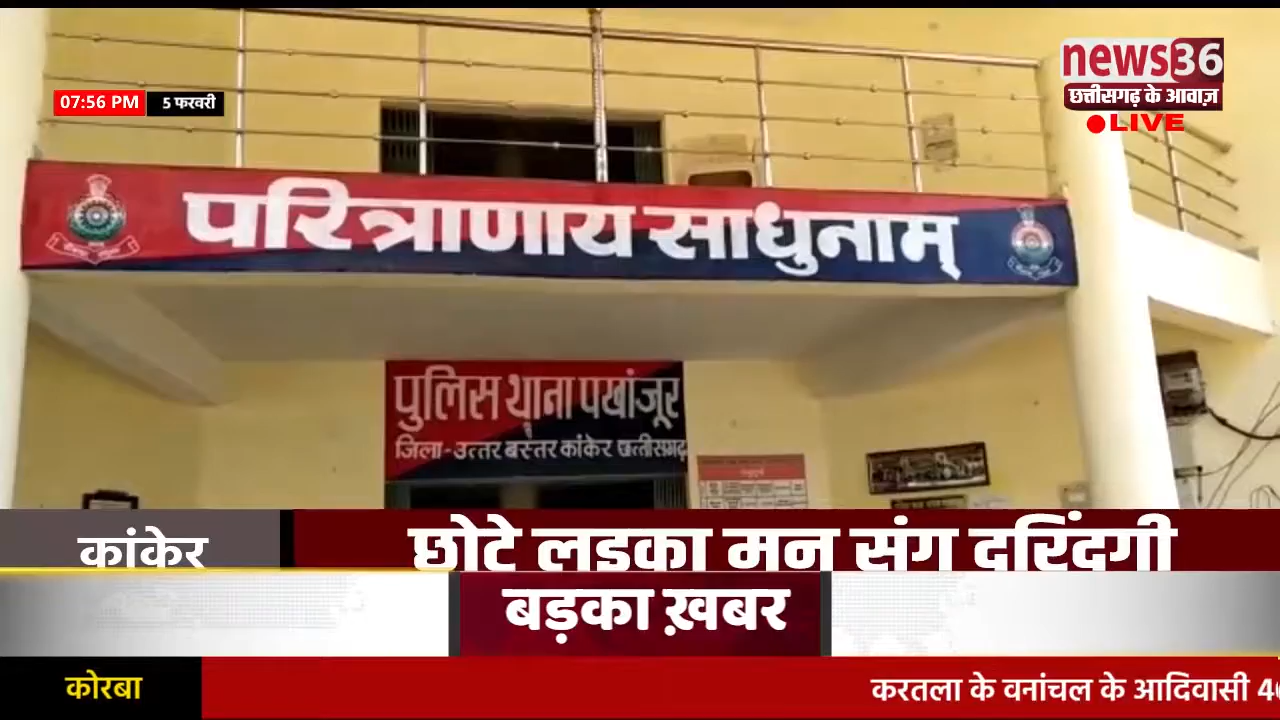 news36
छत्तीसगढ़ के आवाज़
LIVE
07:56 PM
5 फरवरी
परित्राणाय साधुनाम्
पुलिस थाना पखांजूर
जिला-उत्तर बस्तर कांकेर छत्तीसगढ़
कांकेर
छोटे लइका मन संग दरिंदगी
बड़का ख़बर
कोरबा
करतला के वनांचल के आदिवासी